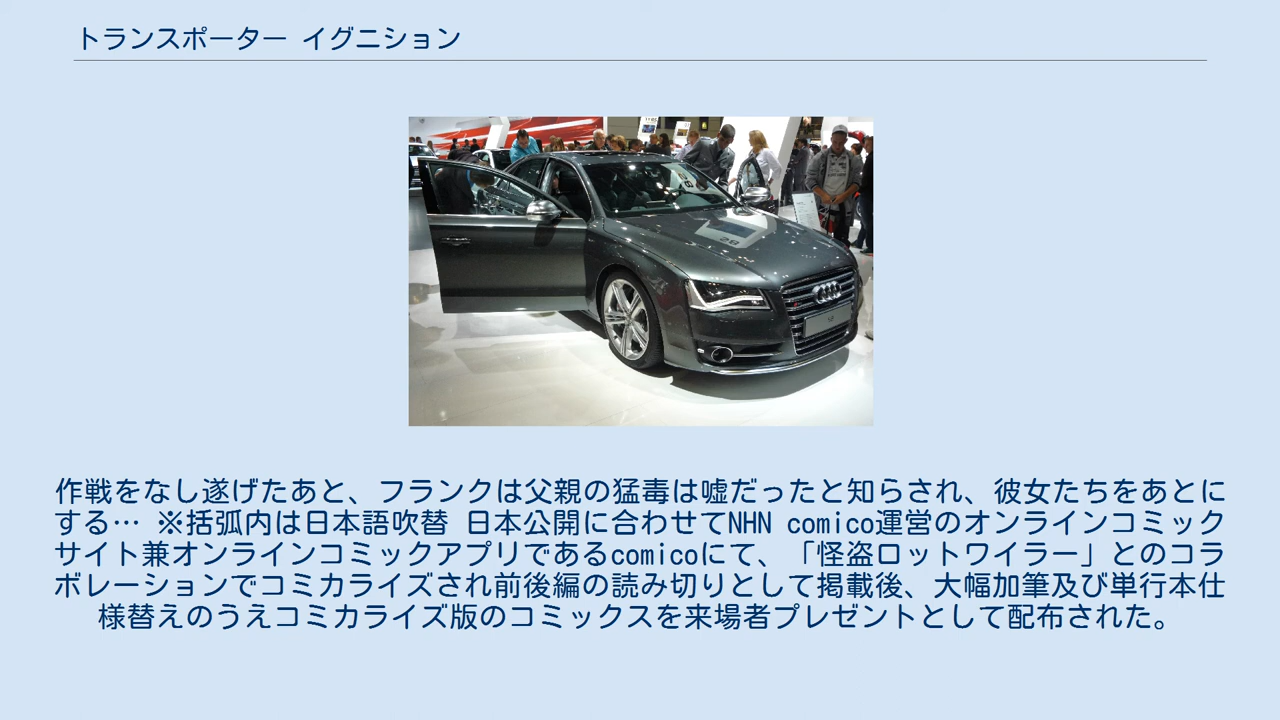 トランスポーター イグニション
作戦をなし遂げたあと、フランクは父親の猛毒は嘘だったと知らされ、彼女たちをあとに
する… ※括弧内は日本語吹替 日本公開に合わせてNHN comico運営のオンラインコミック
サイト兼オンラインコミックアプリであるcomicoにて、「怪盗ロットワイラー」とのコラ
ボレーションでコミカライズされ前後編の読み切りとして掲載後、大幅加筆及び単行本仕
様替えのうえコミカライズ版のコミックスを来場者プレゼントとして配布された。